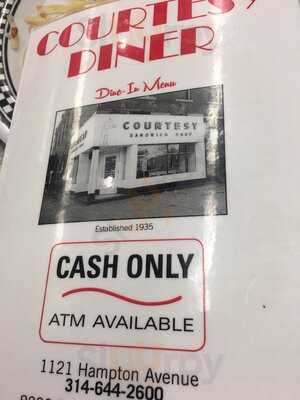 COURTESY
DINER
Dine-In Menu
COURTESY
SANDWICH SHOP
Established 1935
CASH ONLY
ATM AVAILABLE
1121 Hampton Avenue
314-644-2600